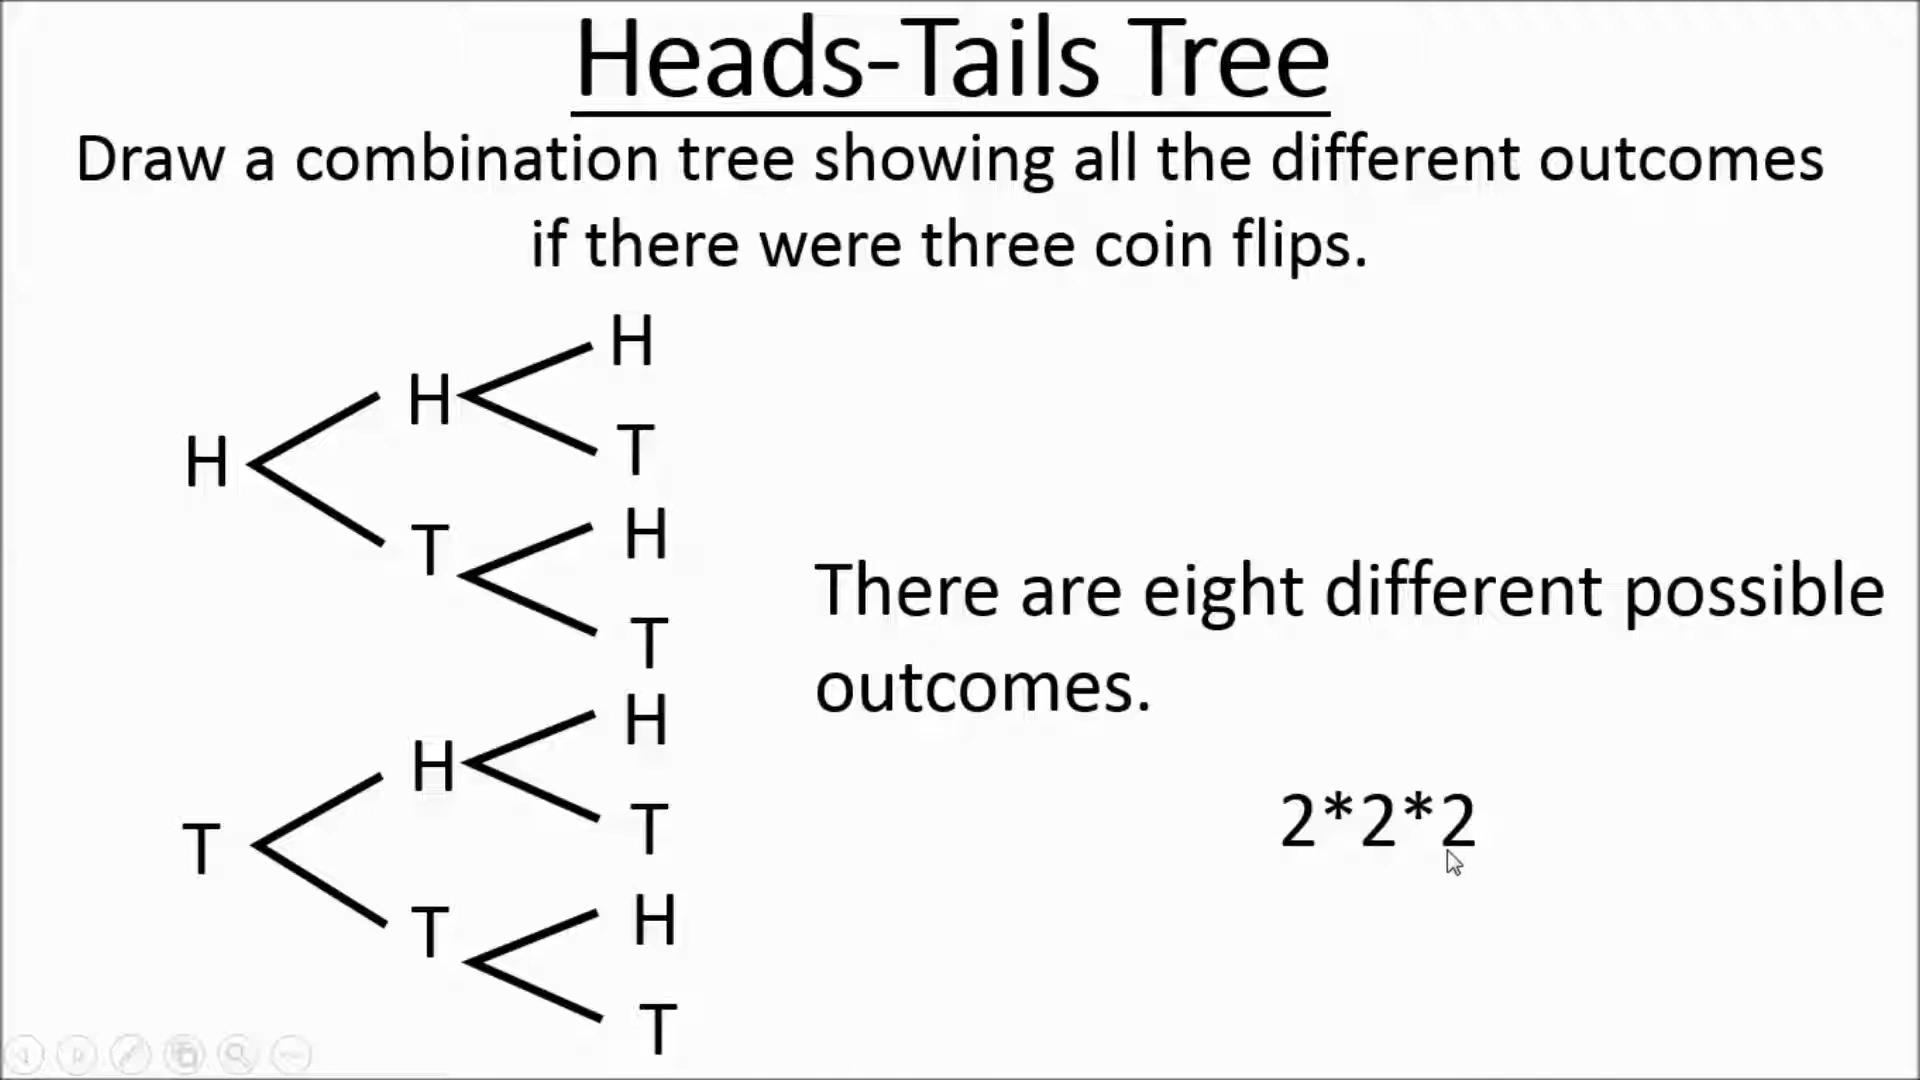 Heads-Tails Tree
Draw a combination tree showing all the different outcomes
if there were three coin flips.
H
H
T
H
T
H
T
There are eight different possible
outcomes.
H
T
H
T
2*2*2
T
H
T